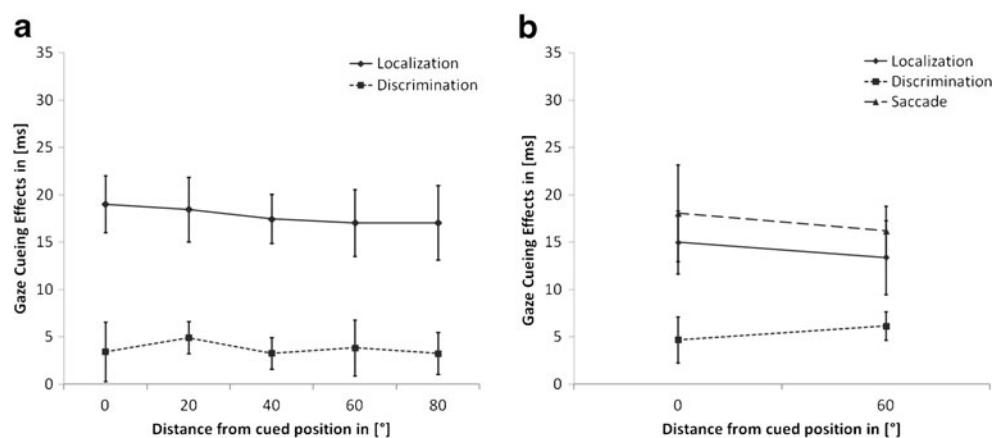 a
35
30
25
20
15
10
5
0
Gaze Cueing Effects in [ms]
Localization
Discrimination
0 20 40 60 80
Distance from cued position in [°]
b
35
30
25
20
15
10
5
0
Gaze Cueing Effects in [ms]
Localization
Discrimination
Saccade
0 60
Distance from cued position in [°]